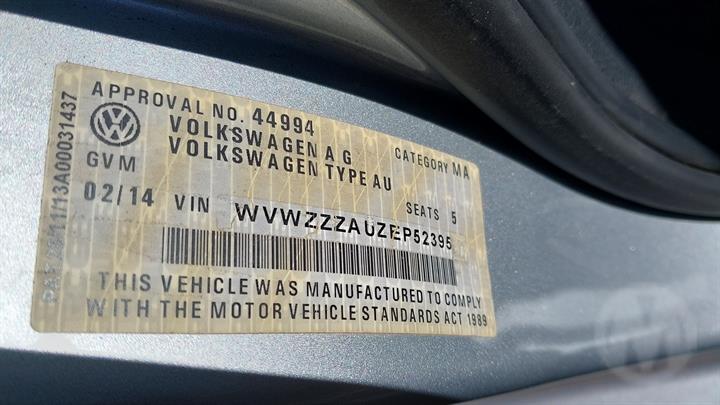 APPROVAL NO. 44994
VOLKSWAGEN A G CATEGORY MA
GVM VOLKSWAGEN TYPE AU
02/14 VIN SEATS 5
WVWZZZAUZEP52395
THIS VEHICLE WAS MANUFACTURED TO COMPLY
WITH THE MOTOR VEHICLE STANDARDS ACT 1989
13A00031437